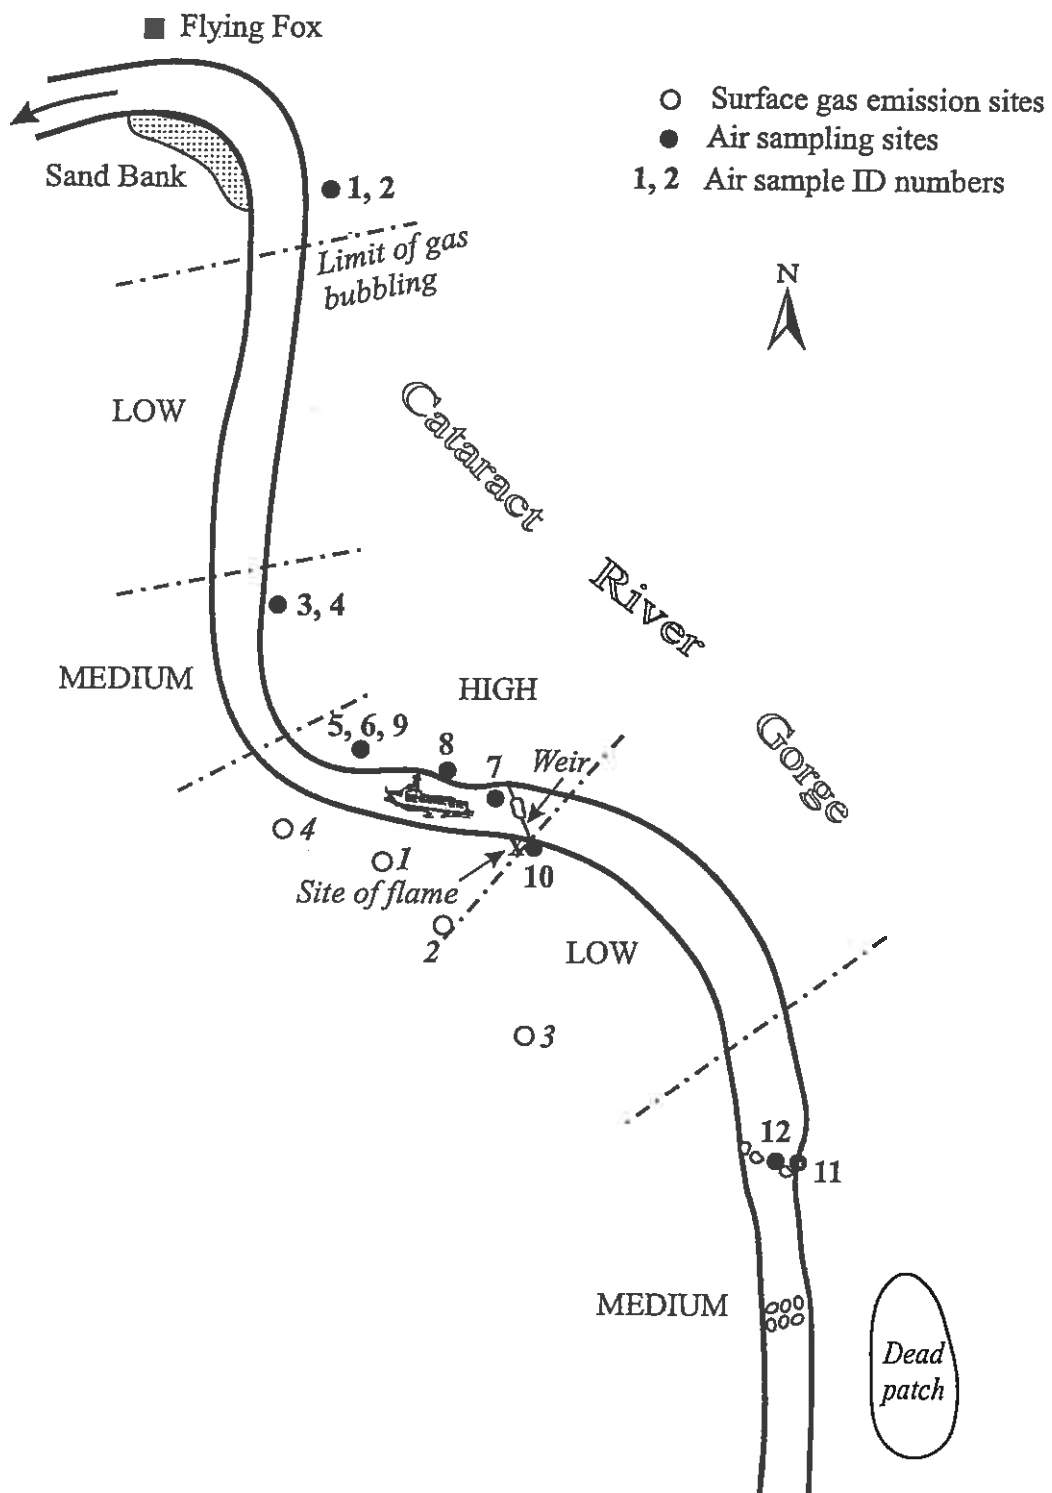 Flying Fox
Surface gas emission sites
Air sampling sites
1, 2 Air sample ID numbers
Sand Bank
1, 2
Limit of gas
bubbling
N
LOW
Cataract
River
Gorge
3, 4
MEDIUM
HIGH
5, 6, 9
8
7
Weir
4
1
X
10
Site of flame
2
LOW
3
12
11
MEDIUM
Dead
patch